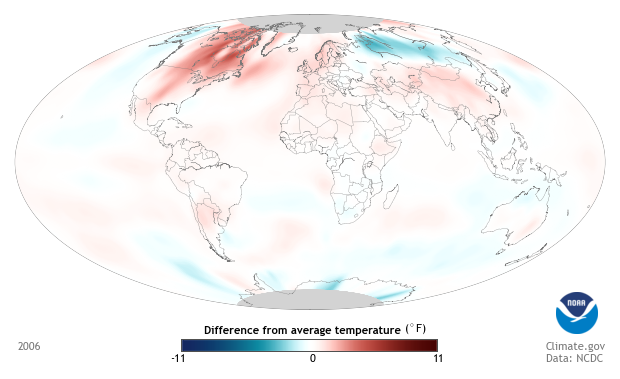 NOAA
Difference from average temperature (°F)
-11 0 11
2006
Climate.gov
Data: NCDC